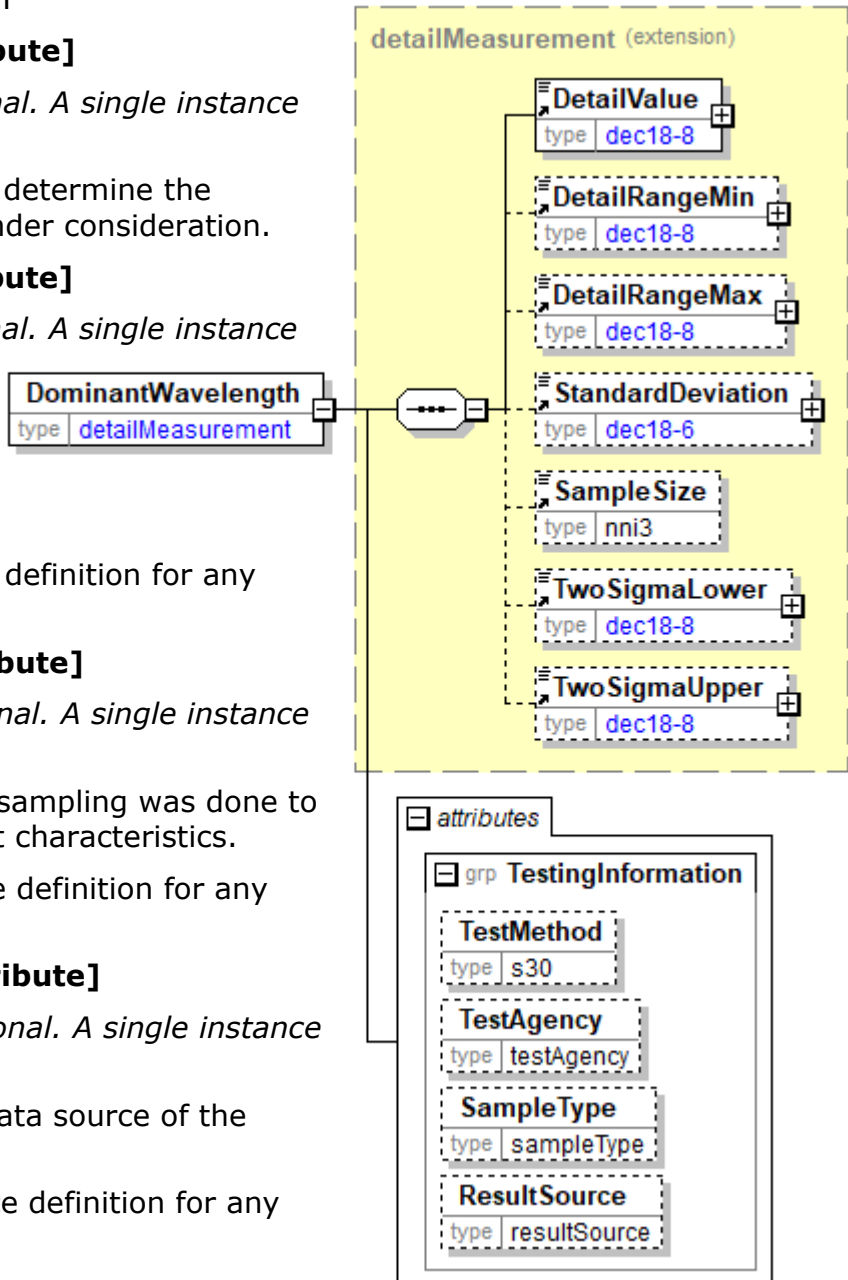 bute]
al. A single instance
determine the
nder consideration.
bute]
al. A single instance
definition for any
bute]
nal. A single instance
sampling was done to
t characteristics.
e definition for any
ribute]
onal. A single instance
ata source of the
e definition for any
detailMeasurement (extension)
DetailValue
type dec18-8
DetailRangeMin
type dec18-8
DetailRangeMax
type dec18-8
DominantWavelength
type detailMeasurement
StandardDeviation
type dec18-6
SampleSize
type nni3
TwoSigmaLower
type dec18-8
TwoSigmaUpper
type dec18-8
attributes
grp TestingInformation
TestMethod
type s30
TestAgency
type testAgency
SampleType
type sampleType
ResultSource
type resultSource